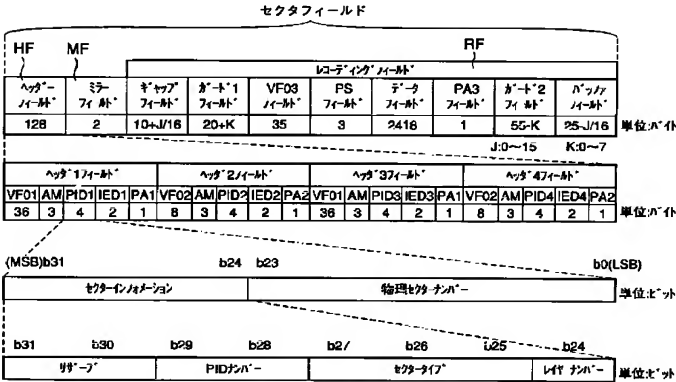 セクタフィールド
HF MF RF
レコーディングフィールド
ヘッダー ミラー ギャップ ガード1 VF03 PS データ PA3 ガード2 バッファ
フィールド フィールド フィールド フィールド フィールド フィールド フィールド フィールド フィールド フィールド
128 2 10+J/16 20+K 35 3 2418 1 55-K 25-J/16 単位:バイト
J:0～15 K:0～7
ヘッダ1フィールド ヘッダ2フィールド ヘッダ3フィールド ヘッダ4フィールド
VF01 AM PID1 IED1 PA1 VF02 AM PID2 IED2 PA2 VF01 AM PID3 IED3 PA1 VF02 AM PID4 IED4 PA2
36 3 4 2 1 8 3 4 2 1 36 3 4 2 1 8 3 4 2 1 単位:バイト
(MSB)b31 b24 b23 b0(LSB)
セクターインフォメーション 物理セクターナンバー 単位:ビット
b31 b30 b29 b28 b27 b26 b25 b24
リザーブ PIDナンバー セクタータイプ レイヤ ナンバー 単位:ビット